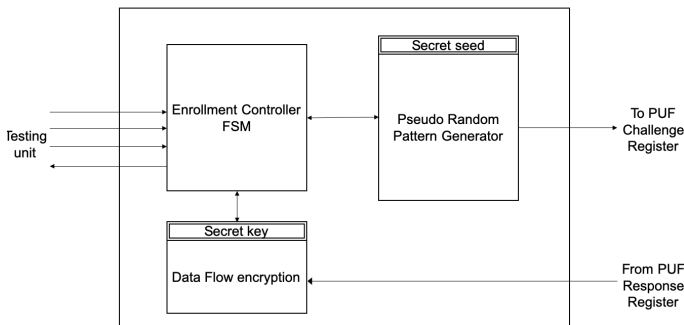 Secret seed
Enrollment Controller
FSM
Pseudo Random
Pattern Generator
To PUF
Challenge
Register
Testing
unit
Secret key
Data Flow encryption
From PUF
Response
Register